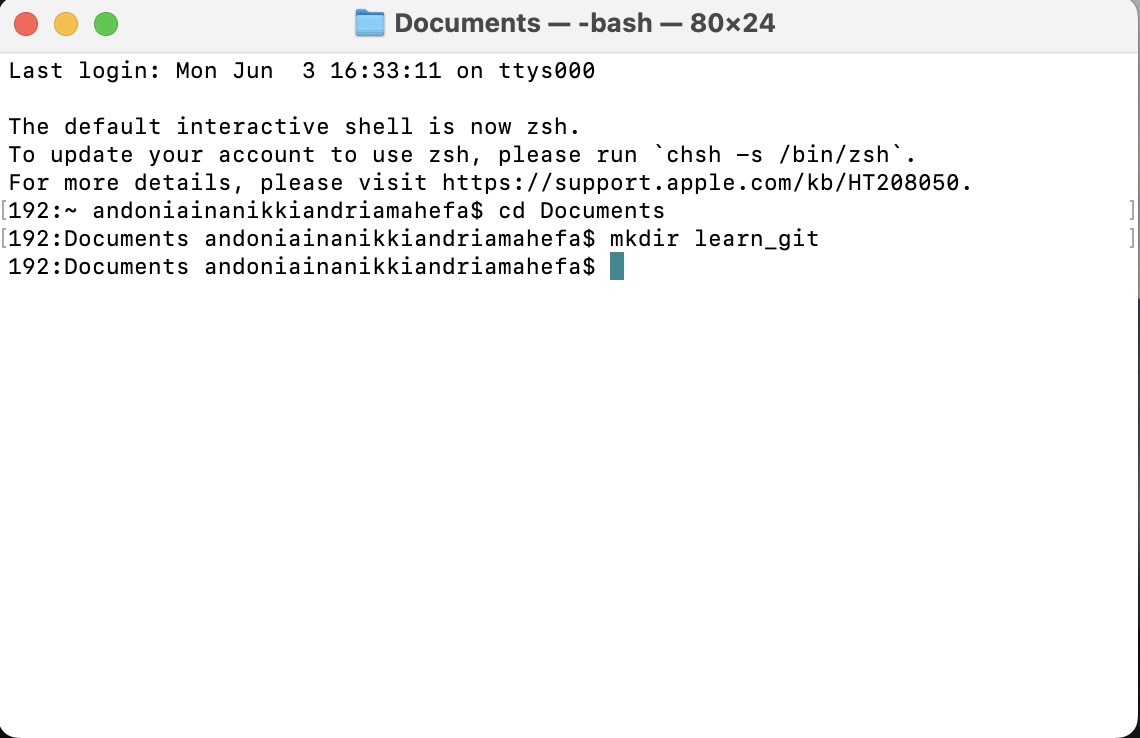 Documents — -bash — 80×24
Last login: Mon Jun  3 16:33:11 on ttys000
The default interactive shell is now zsh.
To update your account to use zsh, please run `chsh -s /bin/zsh`.
For more details, please visit https://support.apple.com/kb/HT208050.
[192:~ andoniainanikkiandriamahefa$ cd Documents ]
[192:Documents andoniainanikkiandriamahefa$ mkdir learn_git ]
192:Documents andoniainanikkiandriamahefa$